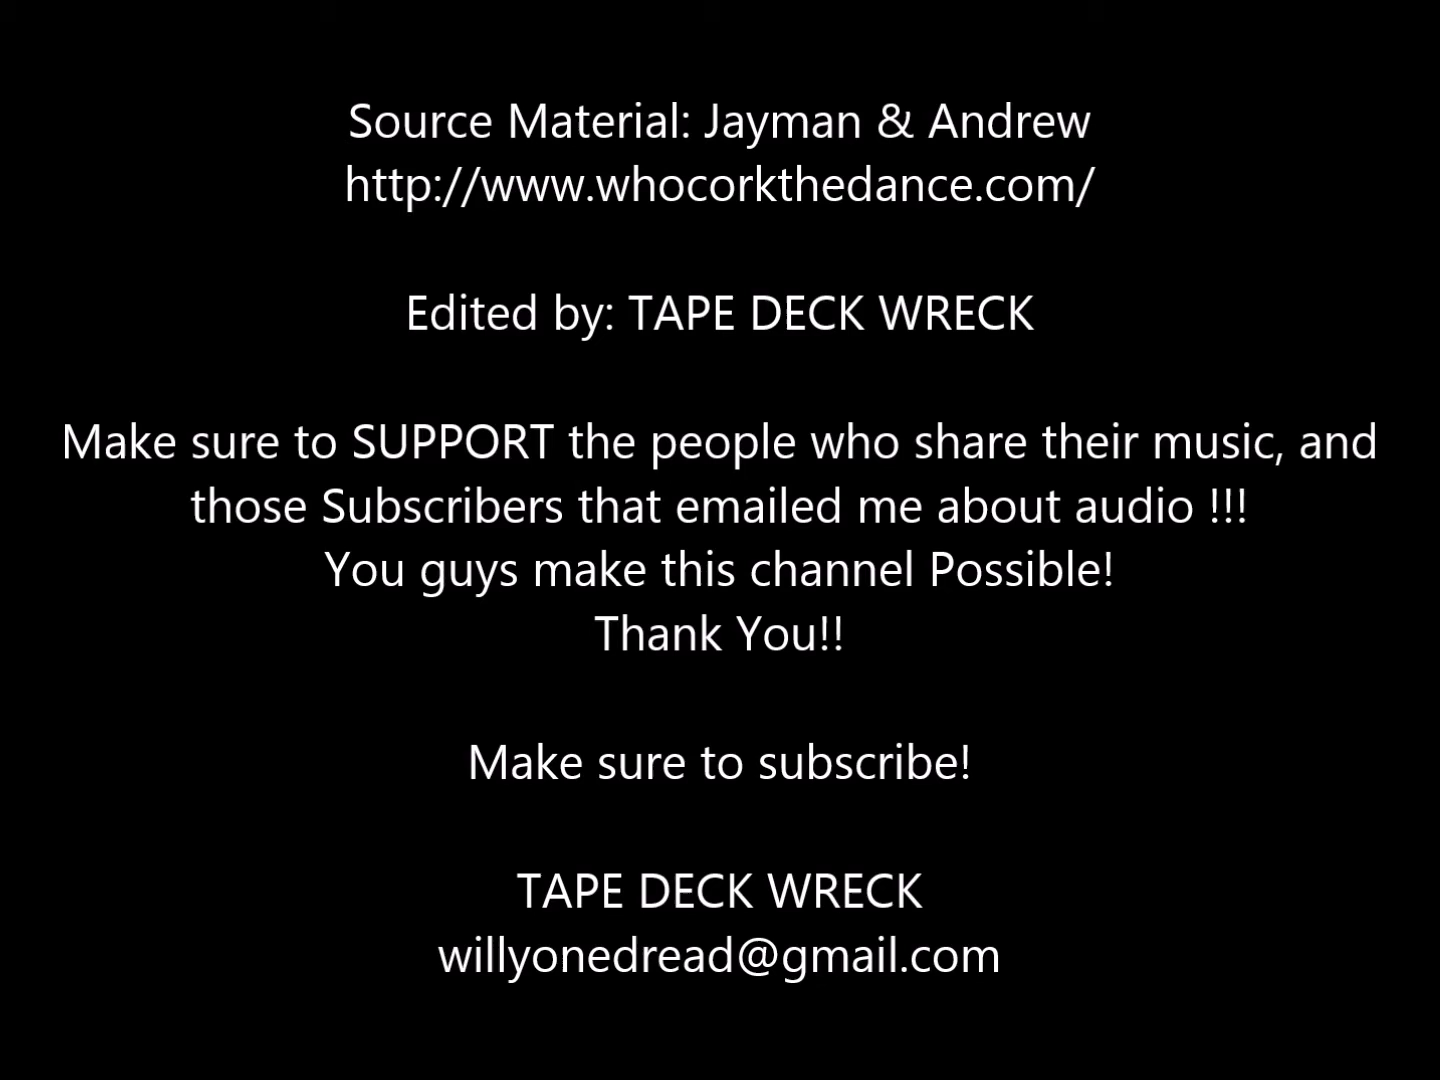 Source Material: Jayman & Andrew
http://www.whocorkthedance.com/
Edited by: TAPE DECK WRECK
Make sure to SUPPORT the people who share their music, and
those Subscribers that emailed me about audio !!!
You guys make this channel Possible!
Thank You!!
Make sure to subscribe!
TAPE DECK WRECK
willyonedread@gmail.com